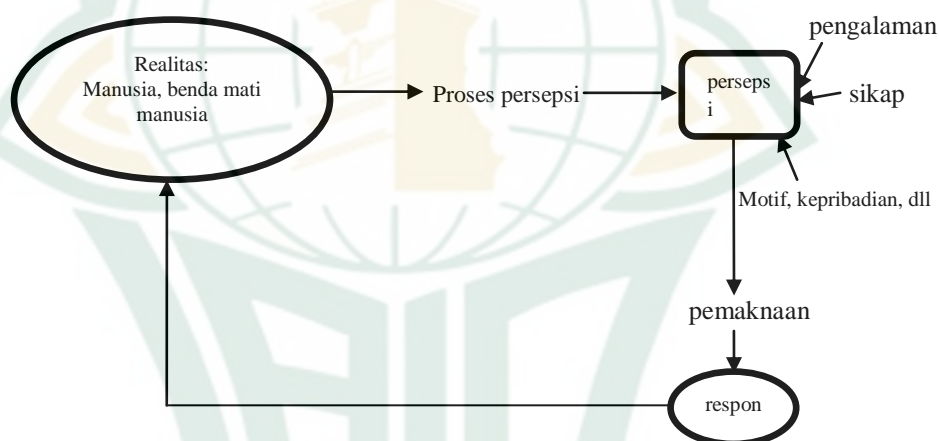 pengalaman
Realitas:
Manusia, benda mati
manusia
Proses persepsi
perseps
i
sikap
Motif, kepribadian, dll
pemaknaan
respon